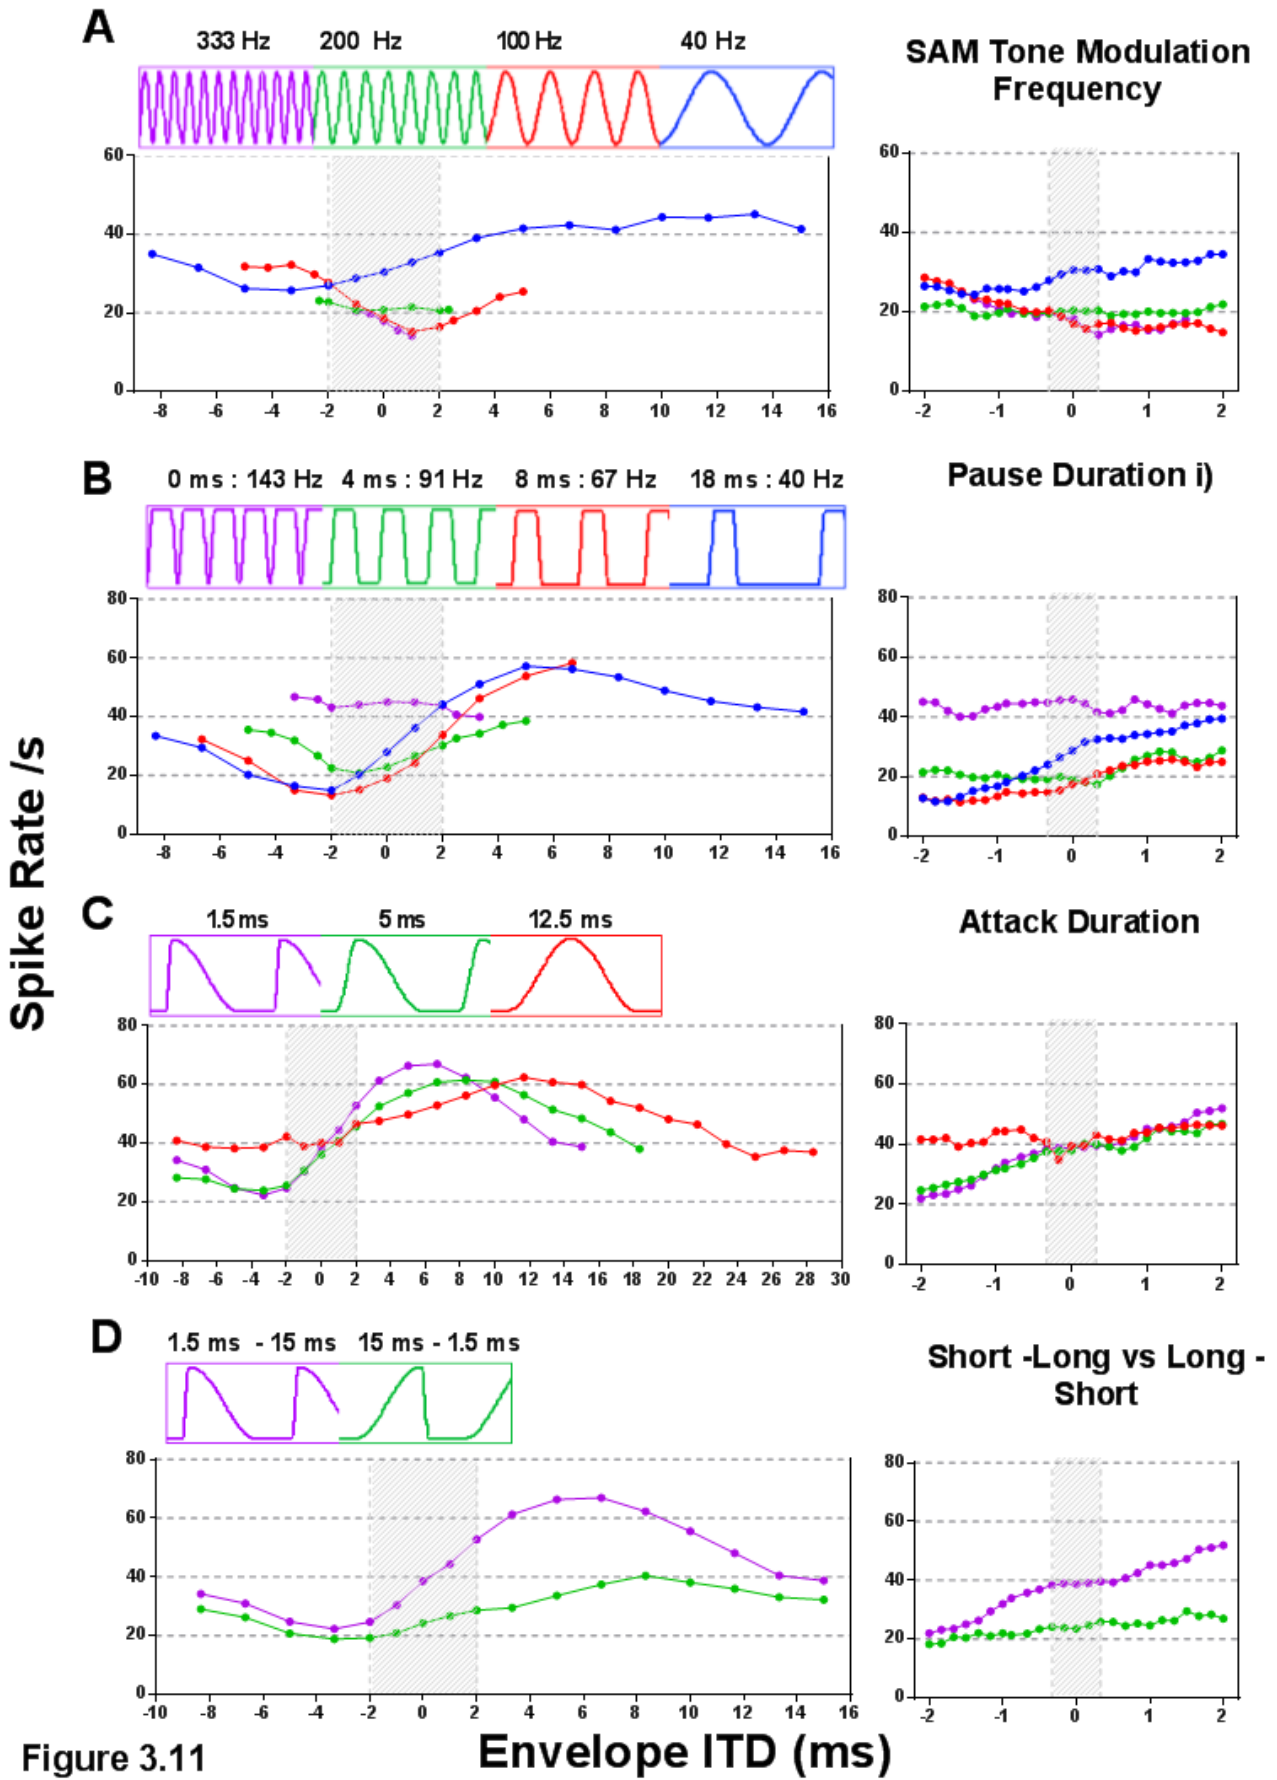 A
333 Hz 200 Hz 100 Hz 40 Hz
SAM Tone Modulation
Frequency
60
40
20
0
-8 -6 -4 -2 0 2 4 6 8 10 12 14 16
60
40
20
0
-2 -1 0 1 2
B
0 ms : 143 Hz 4 ms : 91 Hz 8 ms : 67 Hz 18 ms : 40 Hz
Pause Duration i)
80
60
40
20
0
-8 -6 -4 -2 0 2 4 6 8 10 12 14 16
80
60
40
20
0
-2 -1 0 1 2
Spike Rate /s
C
1.5 ms 5 ms 12.5 ms
Attack Duration
80
60
40
20
0
-10 -8 -6 -4 -2 0 2 4 6 8 10 12 14 16 18 20 22 24 26 28 30
80
60
40
20
0
-2 -1 0 1 2
D
1.5 ms - 15 ms 15 ms - 1.5 ms
Short -Long vs Long -
Short
80
60
40
20
0
-10 -8 -6 -4 -2 0 2 4 6 8 10 12 14 16
80
60
40
20
0
-2 -1 0 1 2
Envelope ITD (ms)
Figure 3.11